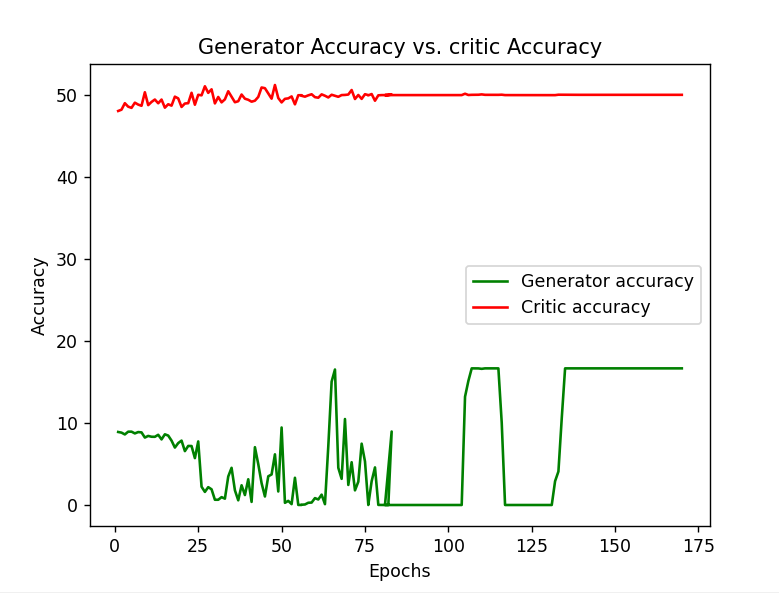 Generator Accuracy vs. critic Accuracy
50
40
30
20
10
0
Accuracy
Generator accuracy
Critic accuracy
0 25 50 75 100 125 150 175
Epochs